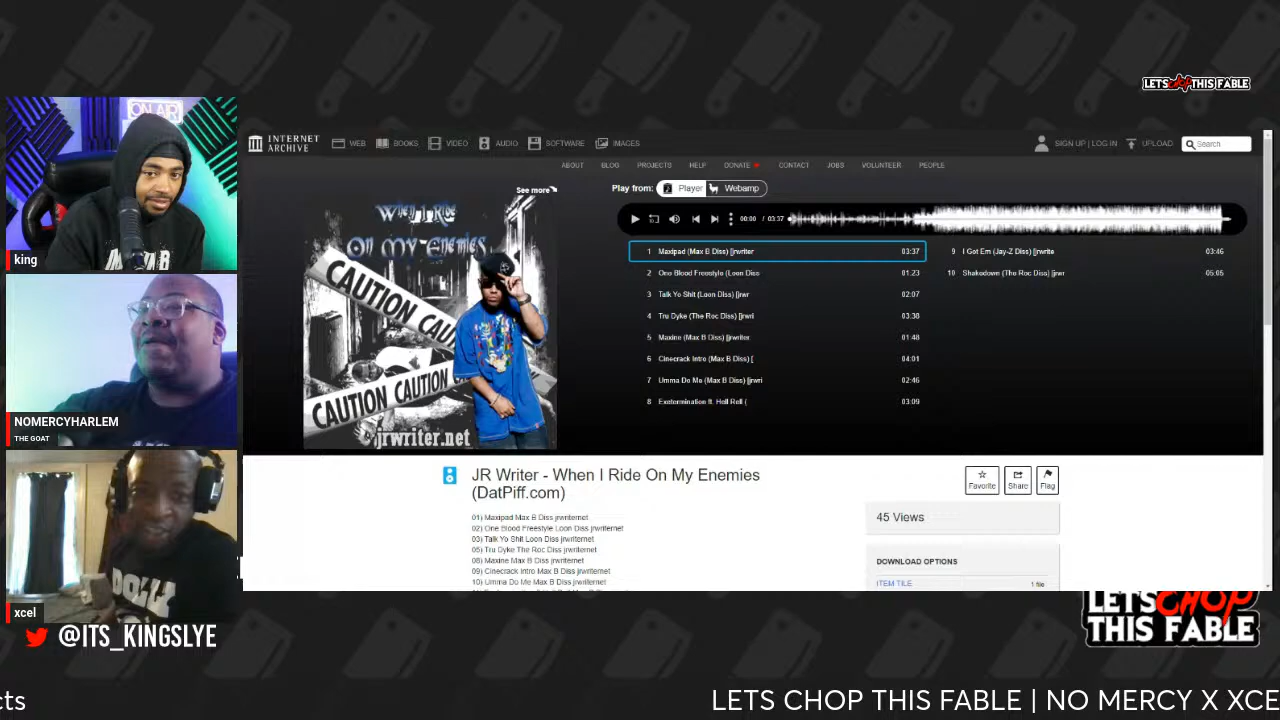 LETS CHOP THIS FABLE
ON AIR
king
NOMERCYHARLEM
THE GOAT
DOLLA
xcel
@ITS_KINGSLYE
INTERNET ARCHIVE
WEB BOOKS VIDEO AUDIO SOFTWARE IMAGES
SIGN UP | LOG IN UPLOAD Search
ABOUT BLOG PROJECTS HELP DONATE CONTACT JOBS VOLUNTEER PEOPLE
See more
Play from: Player Webamp
00:00 / 03:37
WHEN I RIDE
ON MY ENEMIES
CAUTION CAU
CAUTION CAUTION
jrwriter.net
1 Maxipad (Max B Diss) [jrwriter 03:37
2 One Blood Freestyle (Loon Diss 01:23
3 Talk Yo Shit (Loon Diss) [jrwr 02:07
4 Tru Dyke (The Roc Diss) [jrwri 03:38
5 Maxine (Max B Diss) [jrwriter. 01:48
6 Cinecrack Intro (Max B Diss) [ 04:01
7 Umma Do Me (Max B Diss) [jrwri 02:46
8 Exetermination ft. Hell Rell ( 03:09
9 I Got Em (Jay-Z Diss) [jrwrite 03:46
10 Shakedown (The Roc Diss) [jrwr 05:05
JR Writer - When I Ride On My Enemies
(DatPiff.com)
01) Maxipad Max B Diss jrwriternet
02) One Blood Freestyle Loon Diss jrwriternet
03) Talk Yo Shit Loon Diss jrwriternet
05) Tru Dyke The Roc Diss jrwriternet
08) Maxine Max B Diss jrwriternet
09) Cinecrack Intro Max B Diss jrwriternet
10) Umma Do Me Max B Diss jrwriternet
Favorite Share Flag
45 Views
DOWNLOAD OPTIONS
ITEM TILE 1 file
LETS CHOP
THIS FABLE
cts LETS CHOP THIS FABLE | NO MERCY X XCE